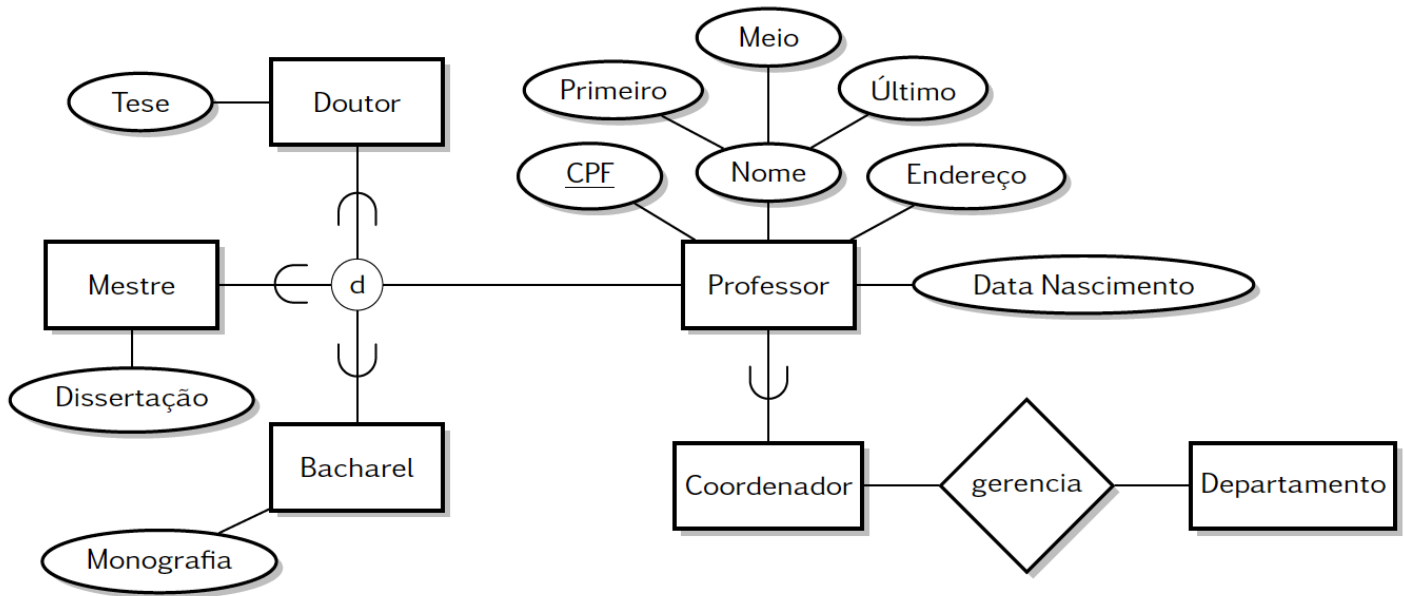 Meio
Tese
Doutor
Primeiro
Último
CPF
Nome
Endereço
Mestre
d
Professor
Data Nascimento
Dissertação
Bacharel
Coordenador
gerencia
Departamento
Monografia